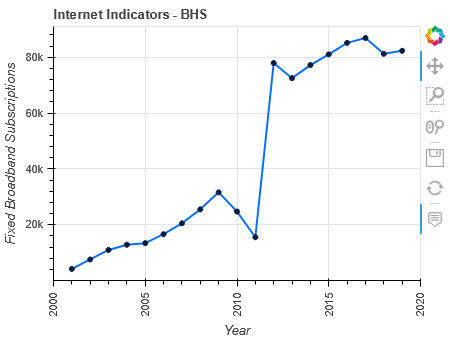 Internet Indicators - BHS
Fixed Broadband Subscriptions
80k
60k
40k
20k
2000
2005
2010
2015
2020
Year